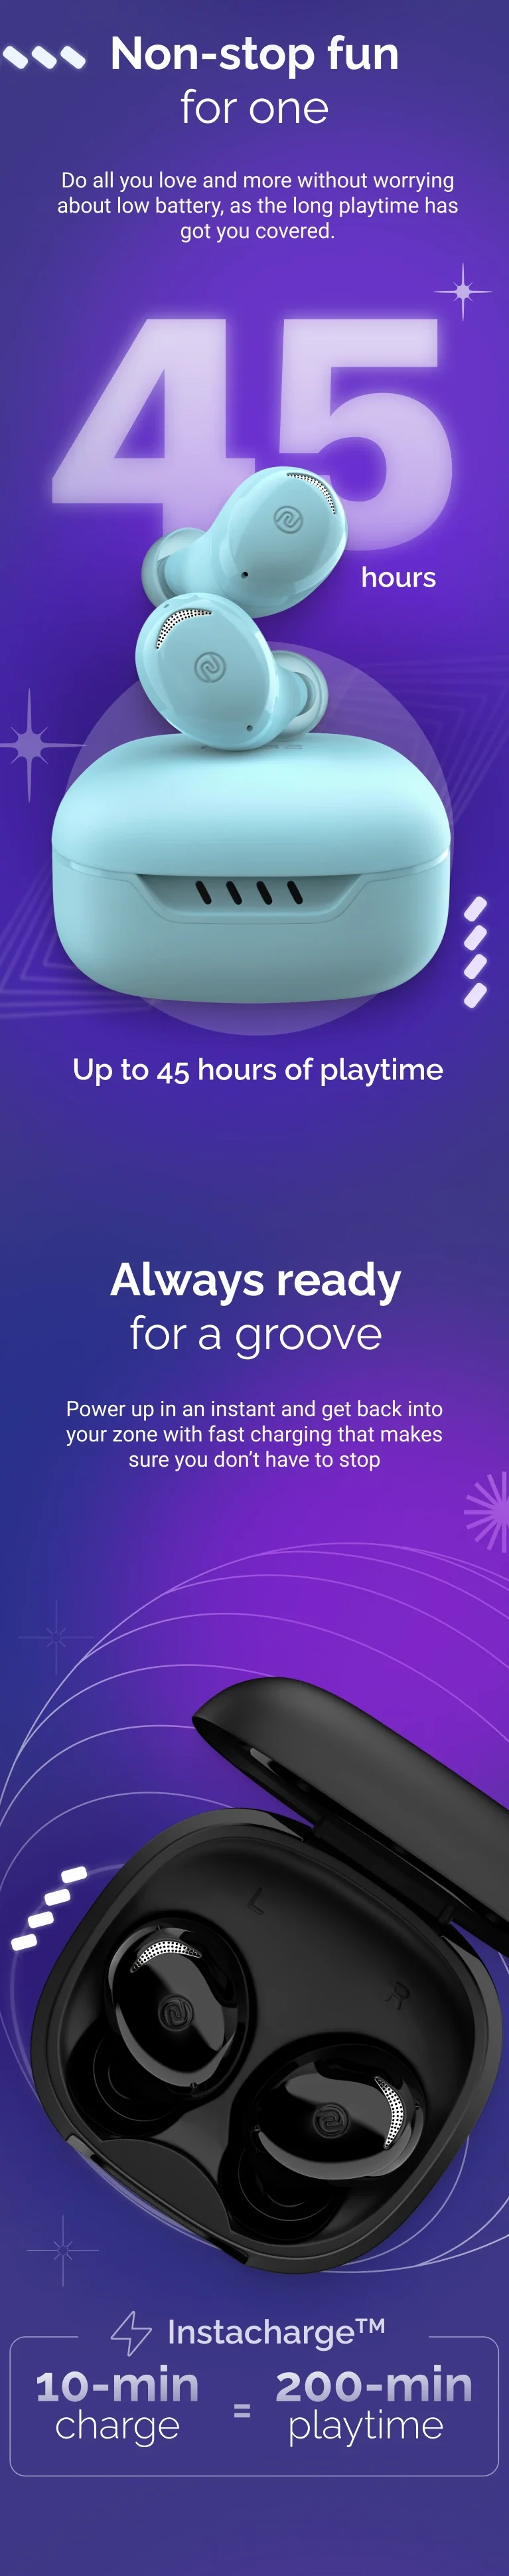 Non-stop fun
for one
Do all you love and more without worrying
about low battery, as the long playtime has
got you covered.
45
hours
Up to 45 hours of playtime
Always ready
for a groove
Power up in an instant and get back into
your zone with fast charging that makes
sure you don't have to stop
L
R
Instacharge™
10-min = 200-min
charge playtime